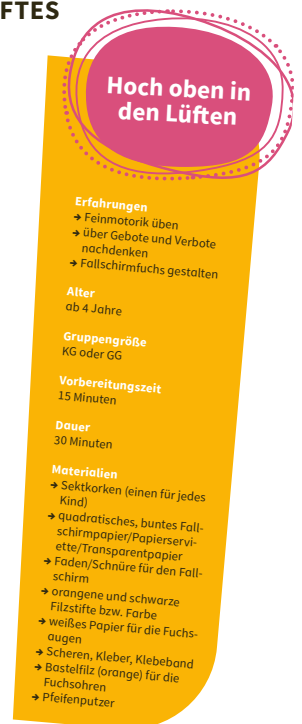 FTES
Hoch oben in
den Lüften
Erfahrungen
→ Feinmotorik üben
→ über Gebote und Verbote
nachdenken
→ Fallschirmfuchs gestalten
Alter
ab 4 Jahre
Gruppengröße
KG oder GG
Vorbereitungszeit
15 Minuten
Dauer
30 Minuten
Materialien
→ Sektkorken (einen für jedes
Kind)
→ quadratisches, buntes Fall-
schirmpapier/Papierservi-
ette/Transparentpapier
→ Faden/Schnüre für den Fall-
schirm
→ orangene und schwarze
Filzstifte bzw. Farbe
→ weißes Papier für die Fuchs-
augen
→ Scheren, Kleber, Klebeband
→ Bastelfilz (orange) für die
Fuchsohren
→ Pfeifenputzer